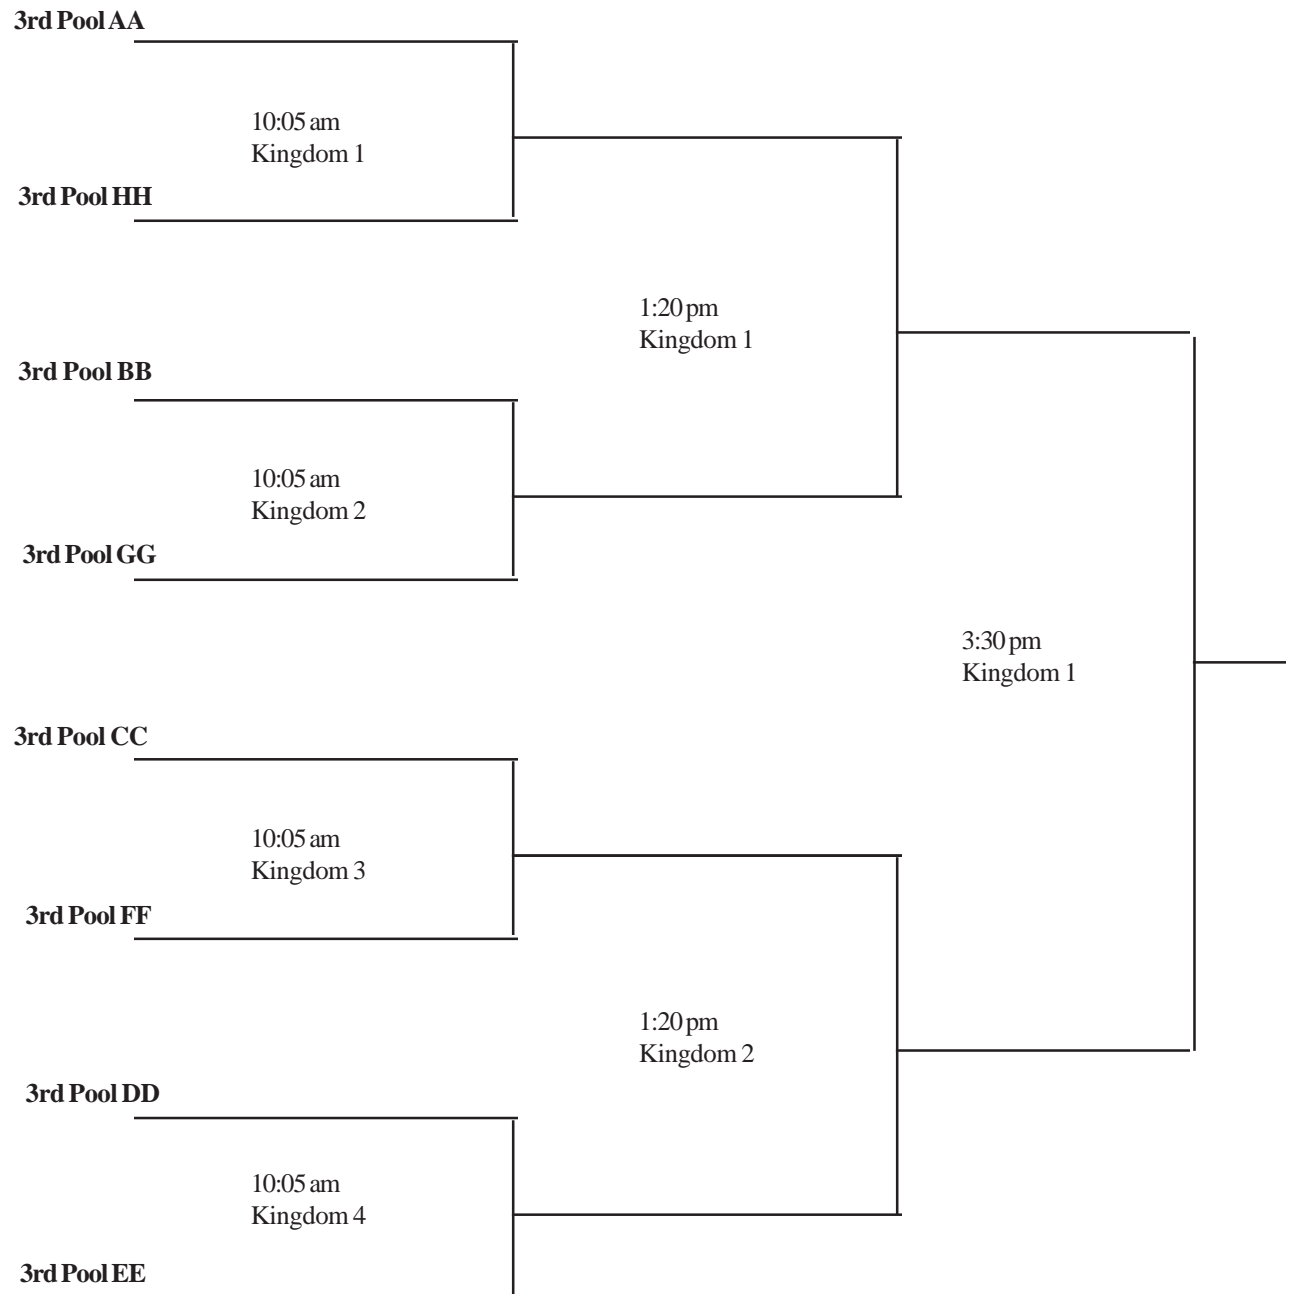 3rd Pool AA
10:05 am
Kingdom 1
3rd Pool HH
1:20 pm
Kingdom 1
3rd Pool BB
10:05 am
Kingdom 2
3rd Pool GG
3:30 pm
Kingdom 1
3rd Pool CC
10:05 am
Kingdom 3
3rd Pool FF
1:20 pm
Kingdom 2
3rd Pool DD
10:05 am
Kingdom 4
3rd Pool EE